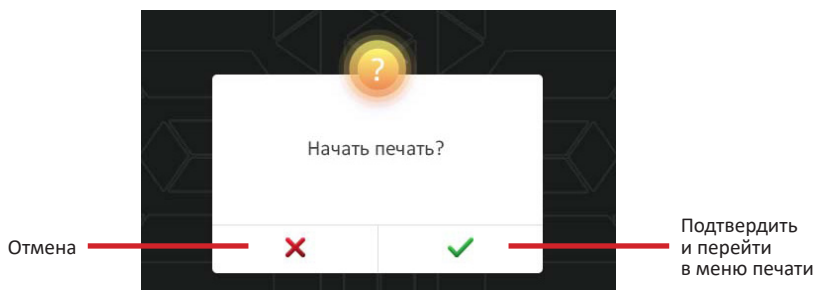 ?
Начать печать?
Отмена
Подтвердить
и перейти
в меню печати